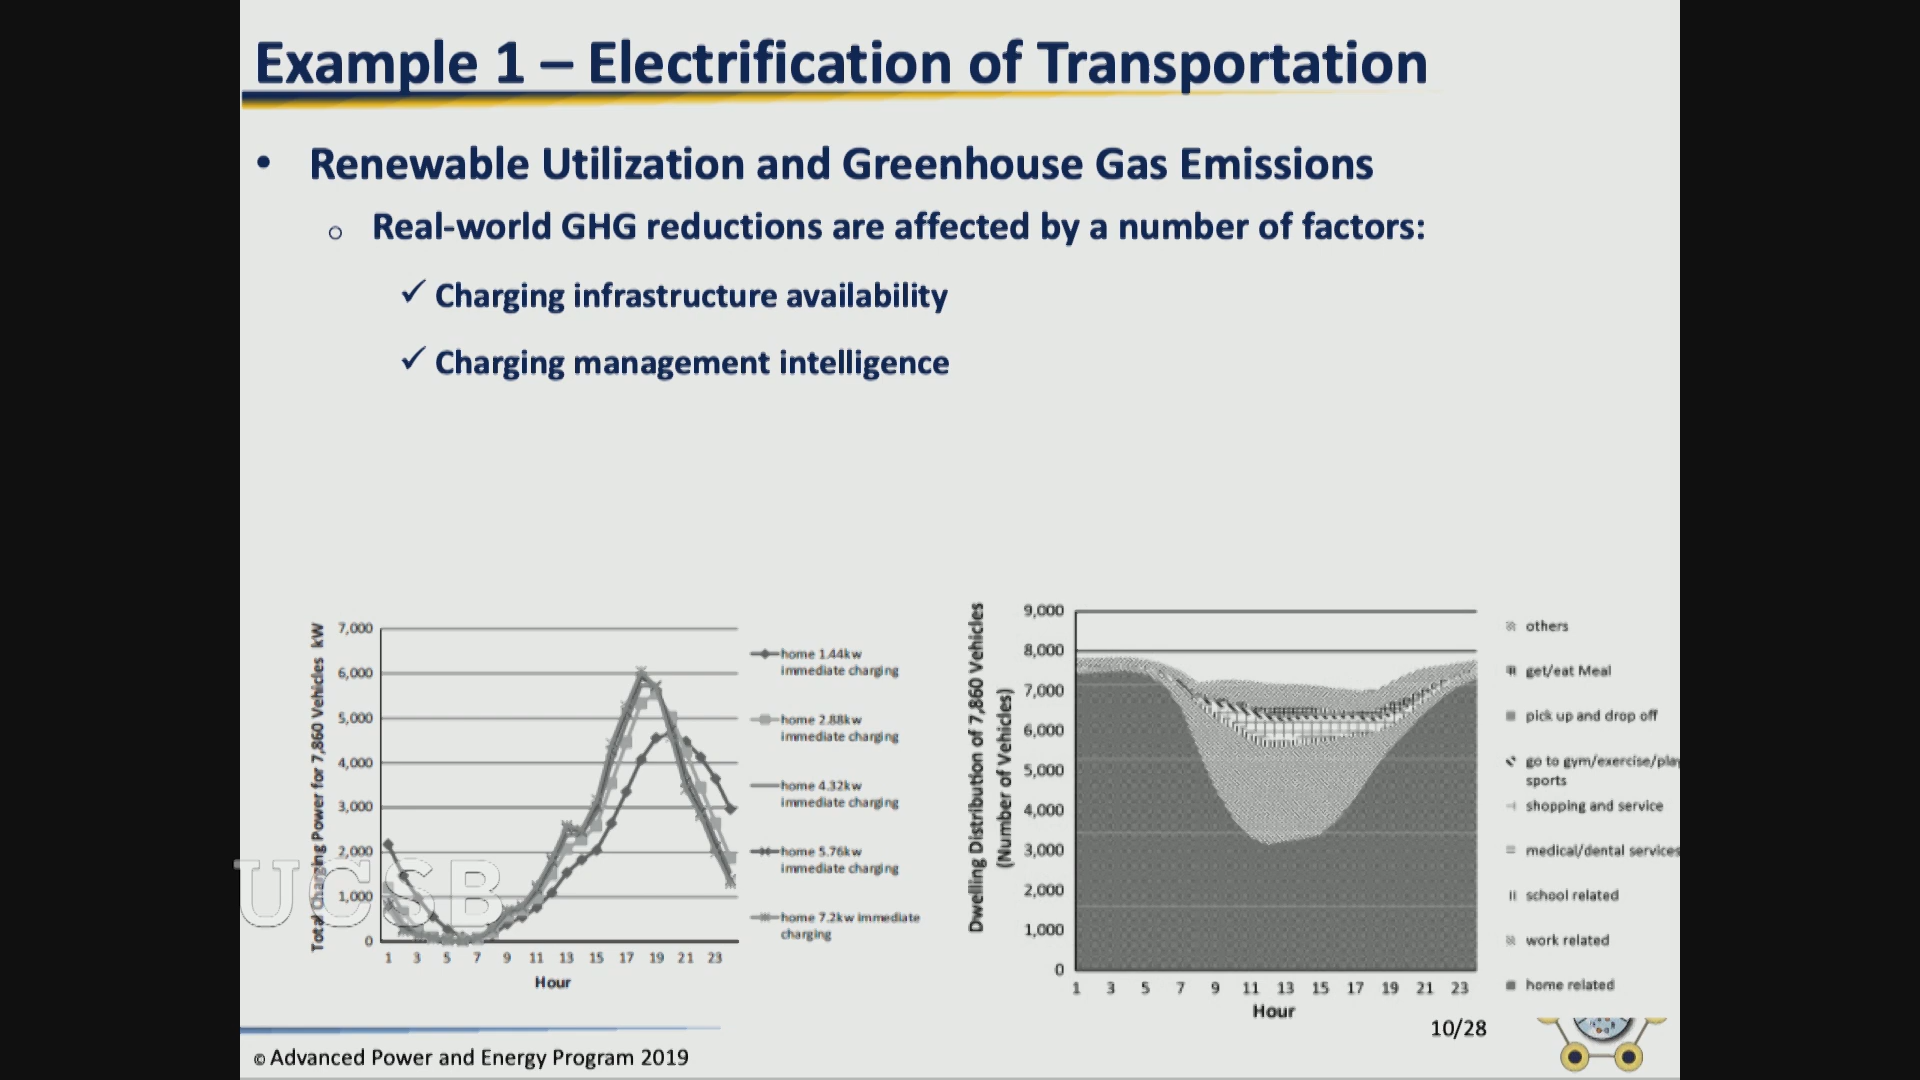 Example 1 – Electrification of Transportation
• Renewable Utilization and Greenhouse Gas Emissions
○ Real-world GHG reductions are affected by a number of factors:
✓ Charging infrastructure availability
✓ Charging management intelligence
Total Charging Power for 7,860 Vehicles kW
7,000
6,000
5,000
4,000
3,000
2,000
1,000
0
1 3 5 7 9 11 13 15 17 19 21 23
Hour
home 1.44kw
immediate charging
home 2.88kw
immediate charging
home 4.32kw
immediate charging
home 5.76kw
immediate charging
home 7.2kw immediate
charging
UCSB
Dwelling Distribution of 7,860 Vehicles
(Number of Vehicles)
9,000
8,000
7,000
6,000
5,000
4,000
3,000
2,000
1,000
0
1 3 5 7 9 11 13 15 17 19 21 23
Hour
others
get/eat Meal
pick up and drop off
go to gym/exercise/play
sports
shopping and service
medical/dental services
school related
work related
home related
10/28
© Advanced Power and Energy Program 2019